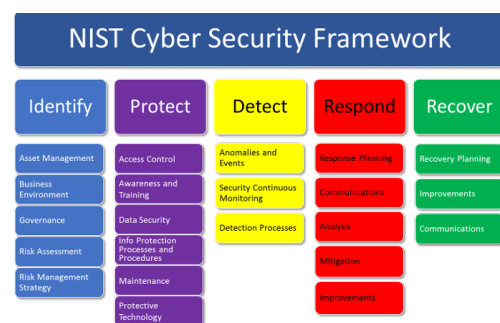 NIST Cyber Security Framework
Identify
Asset Management
Business
Environment
Governance
Risk Assessment
Risk Management
Strategy
Protect
Access Control
Awareness and
Training
Data Security
Info Protection
Processes and
Procedures
Maintenance
Protective
Technology
Detect
Anomalies and
Events
Security Continuous
Monitoring
Detection Processes
Respond
Response Planning
Communications
Analysis
Mitigation
Improvements
Recover
Recovery Planning
Improvements
Communications